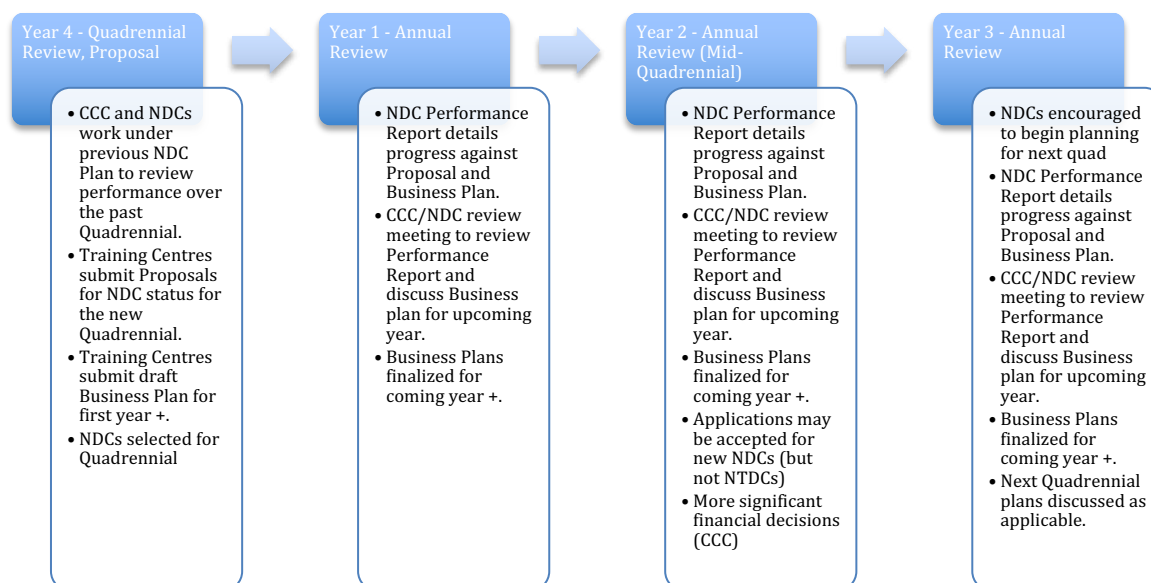 Year 4 - Quadrennial
Review, Proposal
• CCC and NDCs
work under
previous NDC
Plan to review
performance over
the past
Quadrennial.
• Training Centres
submit Proposals
for NDC status for
the new
Quadrennial.
• Training Centres
submit draft
Business Plan for
first year +.
• NDCs selected for
Quadrennial
Year 1 - Annual
Review
• NDC Performance
Report details
progress against
Proposal and
Business Plan.
• CCC/NDC review
meeting to review
Performance
Report and
discuss Business
plan for upcoming
year.
• Business Plans
finalized for
coming year +.
Year 2 - Annual
Review (Mid-
Quadrennial)
• NDC Performance
Report details
progress against
Proposal and
Business Plan.
• CCC/NDC review
meeting to review
Performance
Report and
discuss Business
plan for upcoming
year.
• Business Plans
finalized for
coming year +.
• Applications may
be accepted for
new NDCs (but
not NTDCs)
• More significant
financial decisions
(CCC)
Year 3 - Annual
Review
• NDCs encouraged
to begin planning
for next quad
• NDC Performance
Report details
progress against
Proposal and
Business Plan.
• CCC/NDC review
meeting to review
Performance
Report and
discuss Business
plan for upcoming
year.
• Business Plans
finalized for
coming year +.
• Next Quadrennial
plans discussed as
applicable.